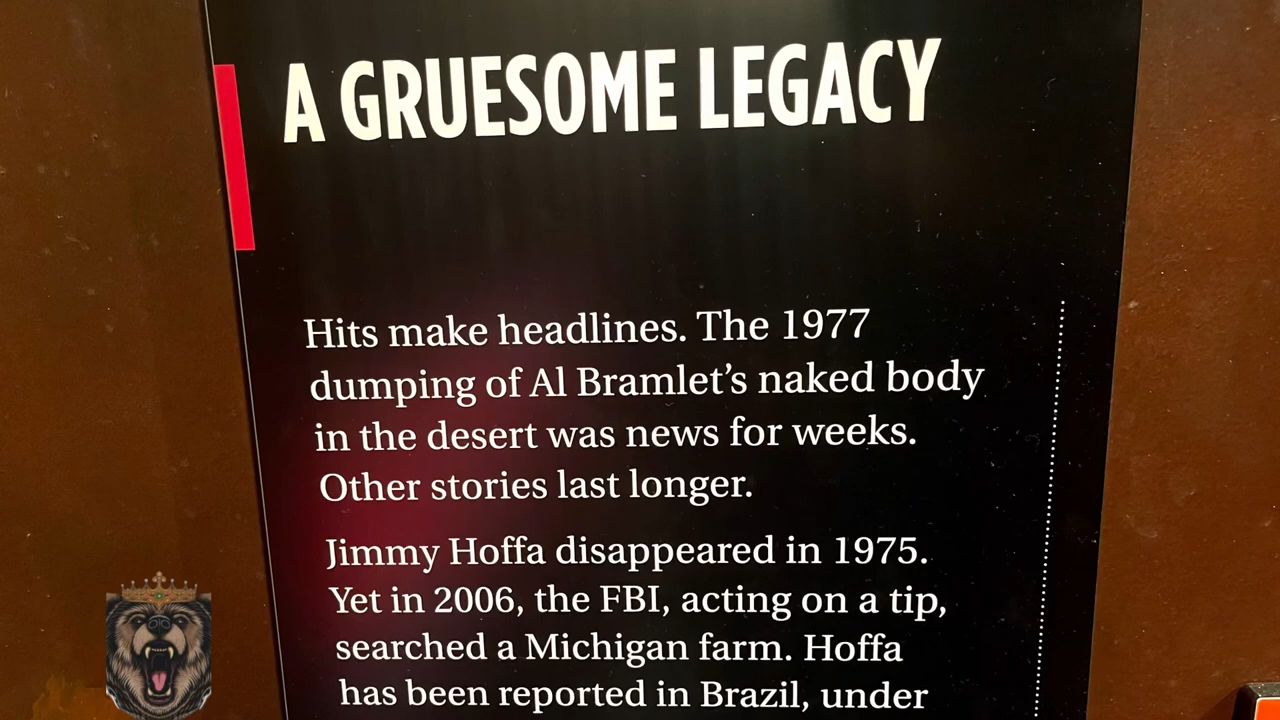 A GRUESOME LEGACY
Hits make headlines. The 1977
dumping of Al Bramlet’s naked body
in the desert was news for weeks.
Other stories last longer.
Jimmy Hoffa disappeared in 1975.
Yet in 2006, the FBI, acting on a tip,
searched a Michigan farm. Hoffa
has been reported in Brazil, under